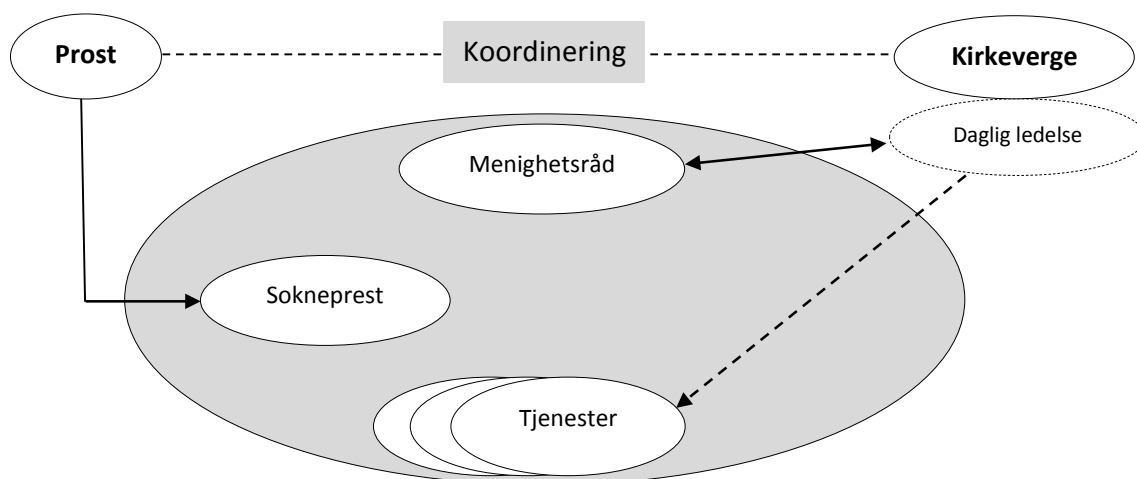 Prost
Koordinering
Kirkeverge
Daglig ledelse
Menighetsråd
Sokneprest
Tjenester